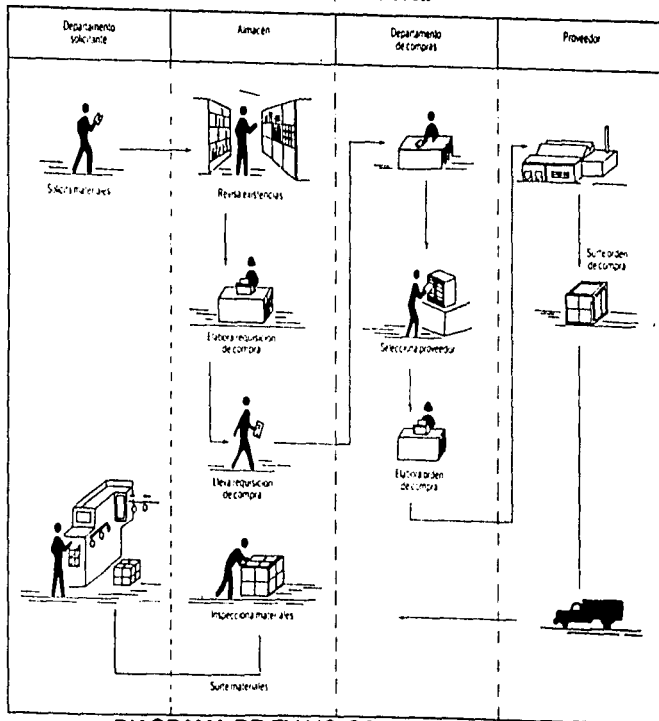 Departamento
solicitante
Almacén
Departamento
de compras
Proveedor
Solicita materiales
Revisa existencias
Surte orden
de compra
Elabora requisición
de compra
Selecciona proveedor
Lleva requisición
de compra
Elabora orden
de compra
Inspecciona materiales
Surte materiales